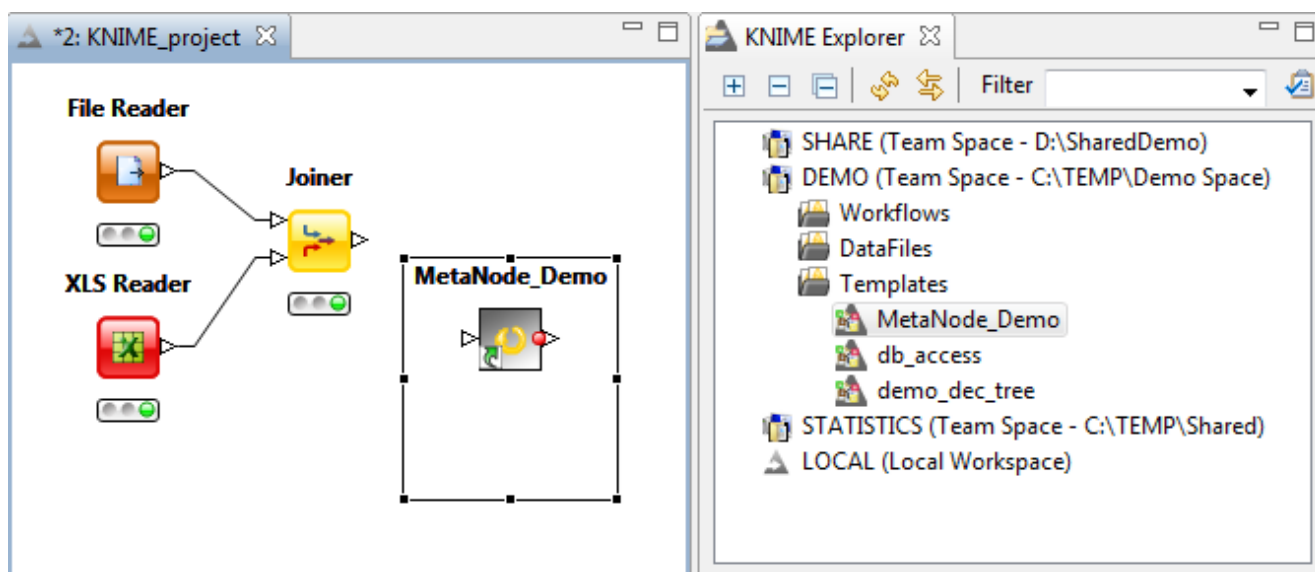 *2: KNIME_project
File Reader
Joiner
XLS Reader
MetaNode_Demo
KNIME Explorer
Filter
SHARE (Team Space - D:\SharedDemo)
DEMO (Team Space - C:\TEMP\Demo Space)
Workflows
DataFiles
Templates
MetaNode_Demo
db_access
demo_dec_tree
STATISTICS (Team Space - C:\TEMP\Shared)
LOCAL (Local Workspace)